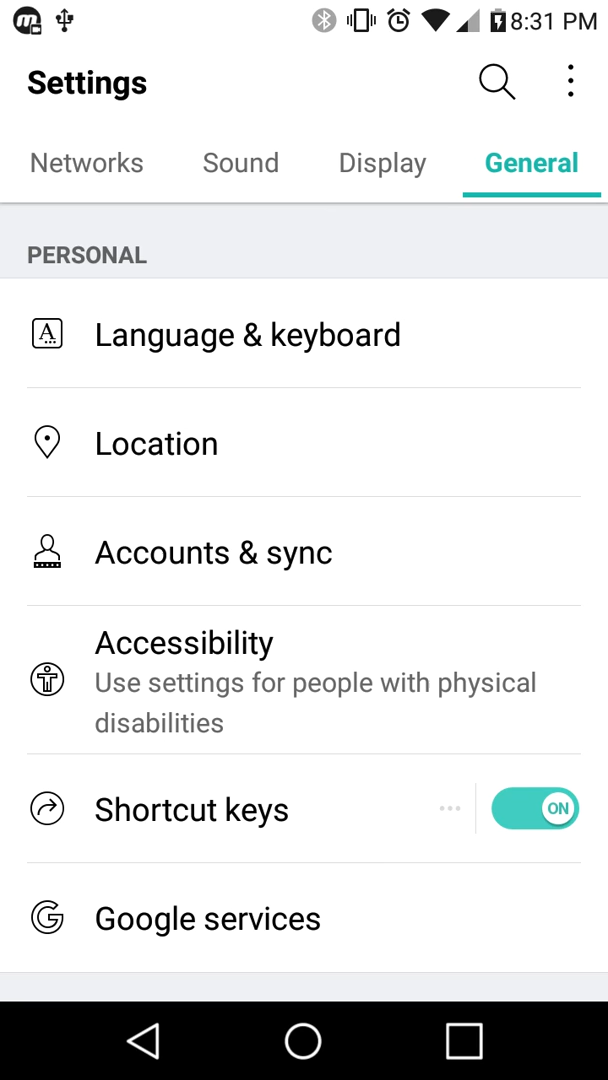 8:31 PM
Settings
Networks Sound Display General
PERSONAL
Language & keyboard
Location
Accounts & sync
Accessibility
Use settings for people with physical
disabilities
Shortcut keys ON
Google services